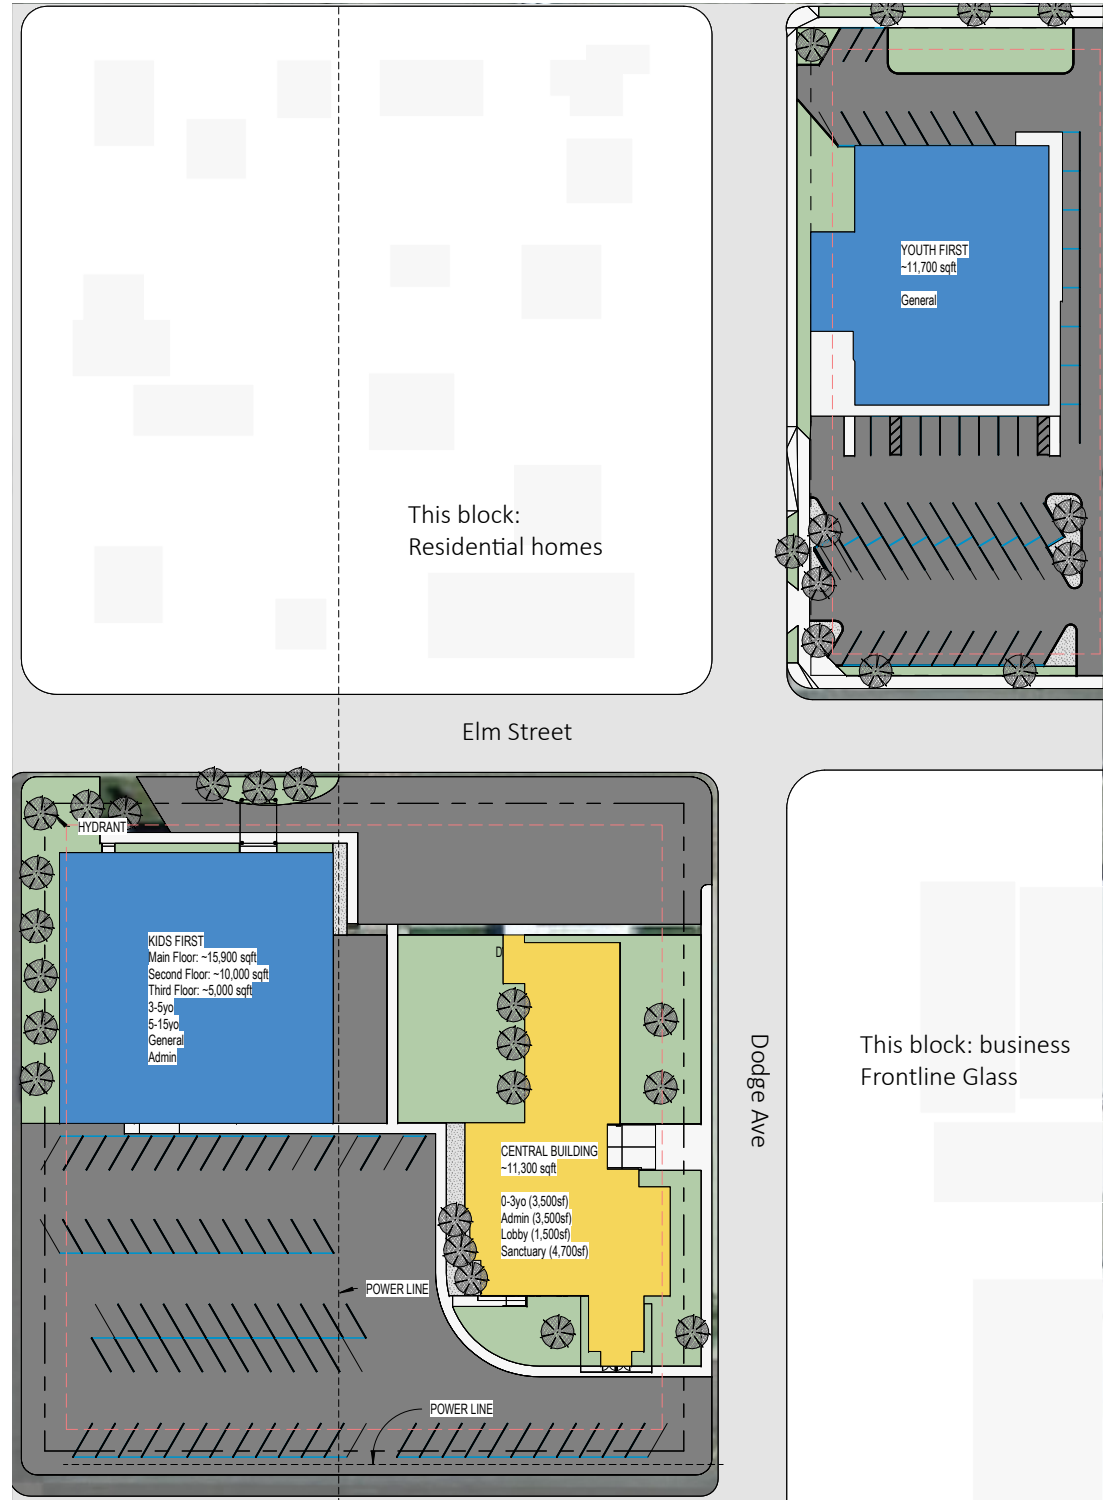 YOUTH FIRST
~11,700 sqft
General
This block:
Residential homes
Elm Street
HYDRANT
KIDS FIRST
Main Floor: ~15,900 sqft
Second Floor: ~10,000 sqft
Third Floor: ~5,000 sqft
3-5yo
5-15yo
General
Admin
D
Dodge Ave
This block: business
Frontline Glass
CENTRAL BUILDING
~11,300 sqft
0-3yo (3,500sf)
Admin (3,500sf)
Lobby (1,500sf)
Sanctuary (4,700sf)
POWER LINE
POWER LINE